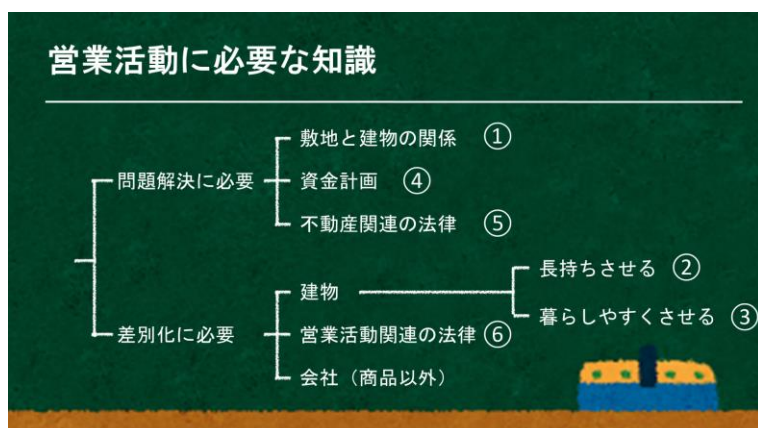 営業活動に必要な知識
問題解決に必要
敷地と建物の関係 ①
資金計画 ④
不動産関連の法律 ⑤
差別化に必要
建物
長持ちさせる ②
暮らしやすくさせる ③
営業活動関連の法律 ⑥
会社（商品以外）